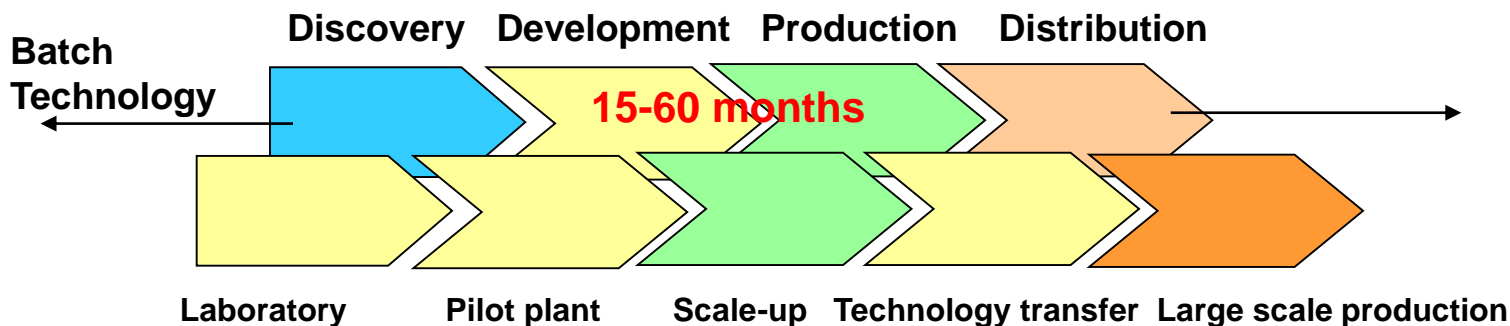 Discovery Development Production Distribution
Batch
Technology
15-60 months
Laboratory Pilot plant Scale-up Technology transfer Large scale production